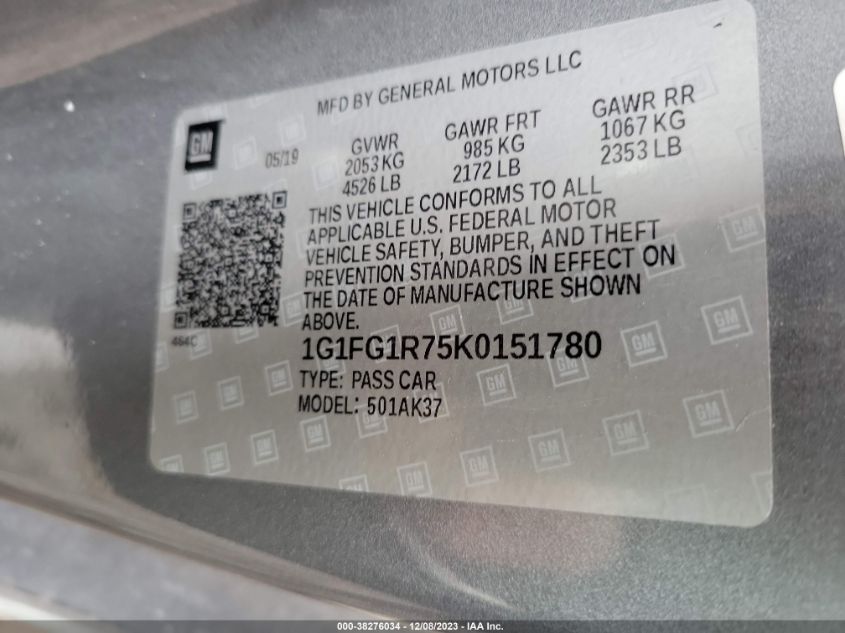 MFD BY GENERAL MOTORS LLC
GM
05/19
GVWR GAWR FRT GAWR RR
2053 KG 985 KG 1067 KG
4526 LB 2172 LB 2353 LB
THIS VEHICLE CONFORMS TO ALL
APPLICABLE U.S. FEDERAL MOTOR
VEHICLE SAFETY, BUMPER, AND THEFT
PREVENTION STANDARDS IN EFFECT ON
THE DATE OF MANUFACTURE SHOWN
ABOVE.
464C
1G1FG1R75K0151780
TYPE: PASS CAR
MODEL: 501AK37
000-38276034 - 12/08/2023 - IAA Inc.